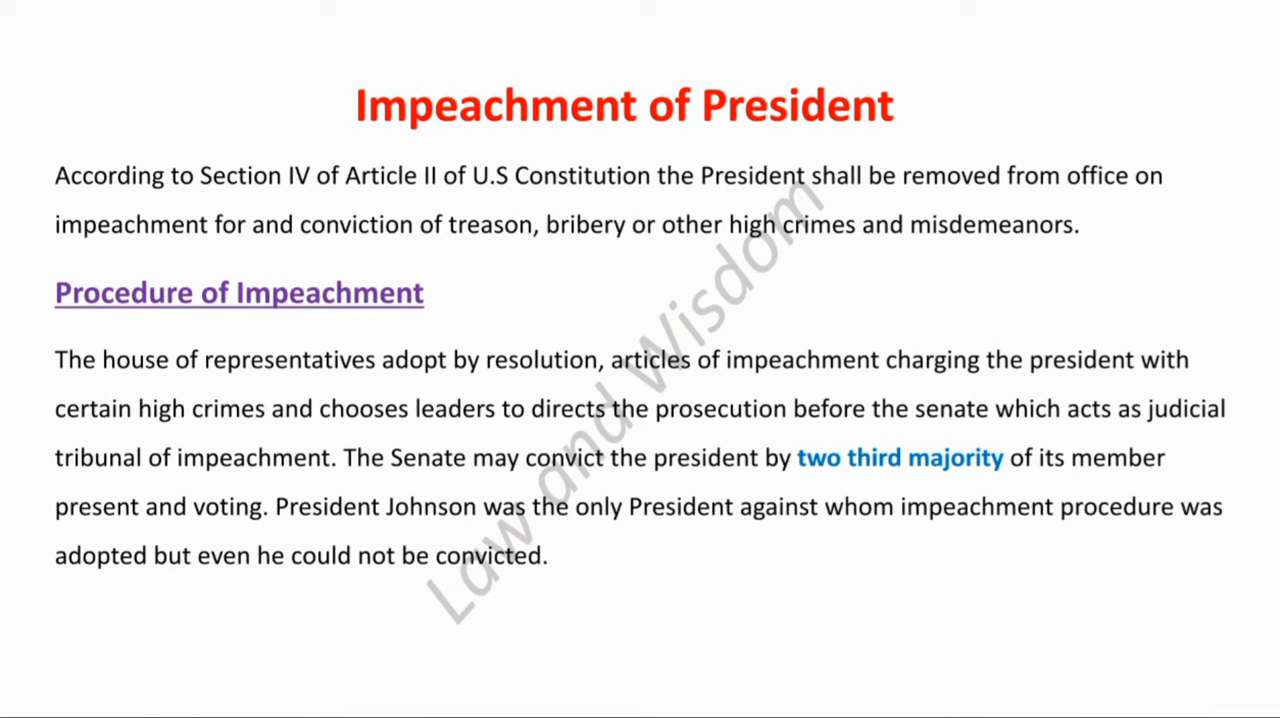 Impeachment of President
According to Section IV of Article II of U.S Constitution the President shall be removed from office on
impeachment for and conviction of treason, bribery or other high crimes and misdemeanors.
Procedure of Impeachment
The house of representatives adopt by resolution, articles of impeachment charging the president with
certain high crimes and chooses leaders to directs the prosecution before the senate which acts as judicial
tribunal of impeachment. The Senate may convict the president by two third majority of its member
present and voting. President Johnson was the only President against whom impeachment procedure was
adopted but even he could not be convicted.
Law and Wisdom